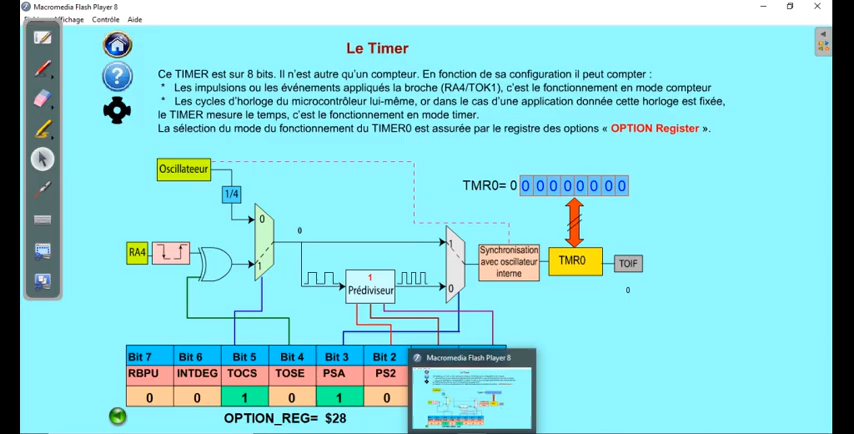 Macromedia Flash Player 8
Affichage Contrôle Aide
Le Timer
Ce TIMER est sur 8 bits. Il n'est autre qu'un compteur. En fonction de sa configuration il peut compter :
* Les impulsions ou les événements appliqués la broche (RA4/TOK1), c'est le fonctionnement en mode compteur
* Les cycles d'horloge du microcontrôleur lui-même, or dans le cas d'une application donnée cette horloge est fixée,
le TIMER mesure le temps, c'est le fonctionnement en mode timer.
La sélection du mode du fonctionnement du TIMER0 est assurée par le registre des options « OPTION Register ».
Oscillateeur
1/4
TMR0= 0 0 0 0 0 0 0 0 0
0
0
1
RA4
1
0
Synchronisation
avec oscillateur
interne
TMR0
TOIF
1
Prédiviseur
0
Bit 7 Bit 6 Bit 5 Bit 4 Bit 3 Bit 2
RBPU INTDEG TOCS TOSE PSA PS2
0 0 1 0 1 0
OPTION_REG= $28
Macromedia Flash Player 8